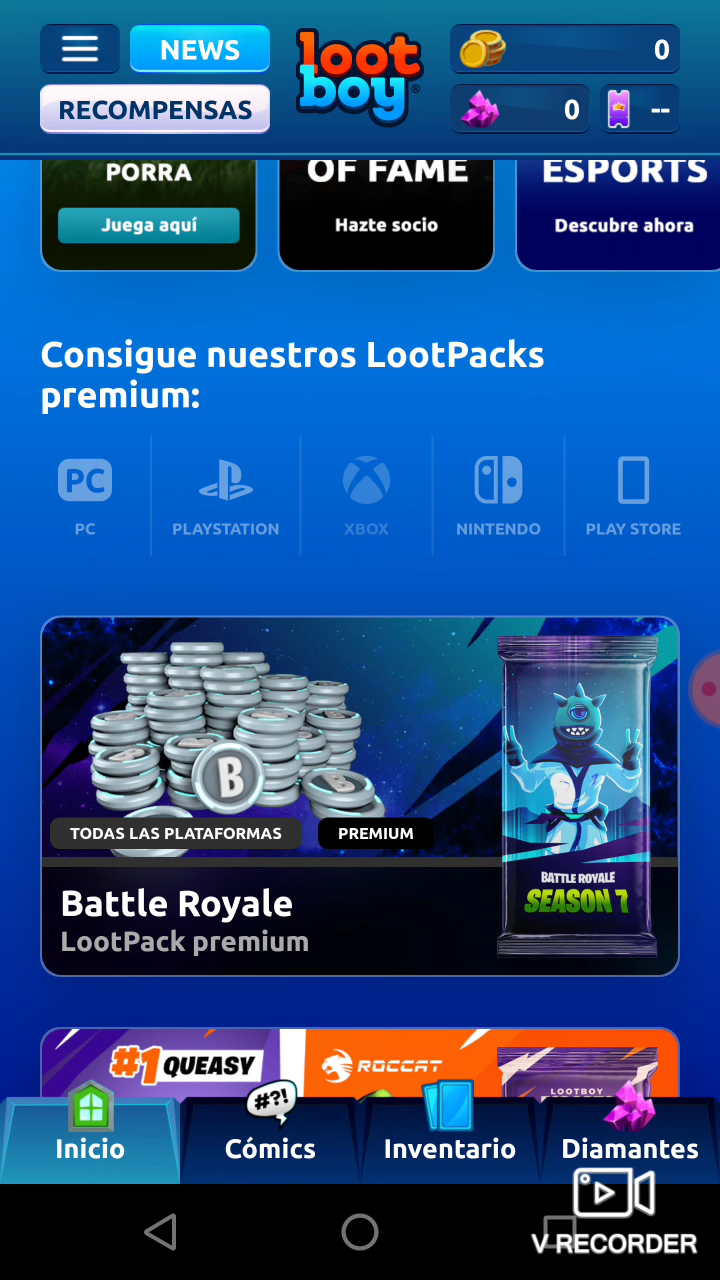 NEWS
loot
boy
0
RECOMPENSAS
0
--
PORRA
OF FAME
ESPORTS
Juega aquí
Hazte socio
Descubre ahora
Consigue nuestros LootPacks
premium:
PC
PC
PLAYSTATION
XBOX
NINTENDO
PLAY STORE
B
B
TODAS LAS PLATAFORMAS
PREMIUM
Battle Royale
LootPack premium
BATTLE ROYALE
SEASON 7
#1 QUEASY
ROCCAT
LOOTBOY
#?!
Inicio
Cómics
Inventario
Diamantes
V RECORDER